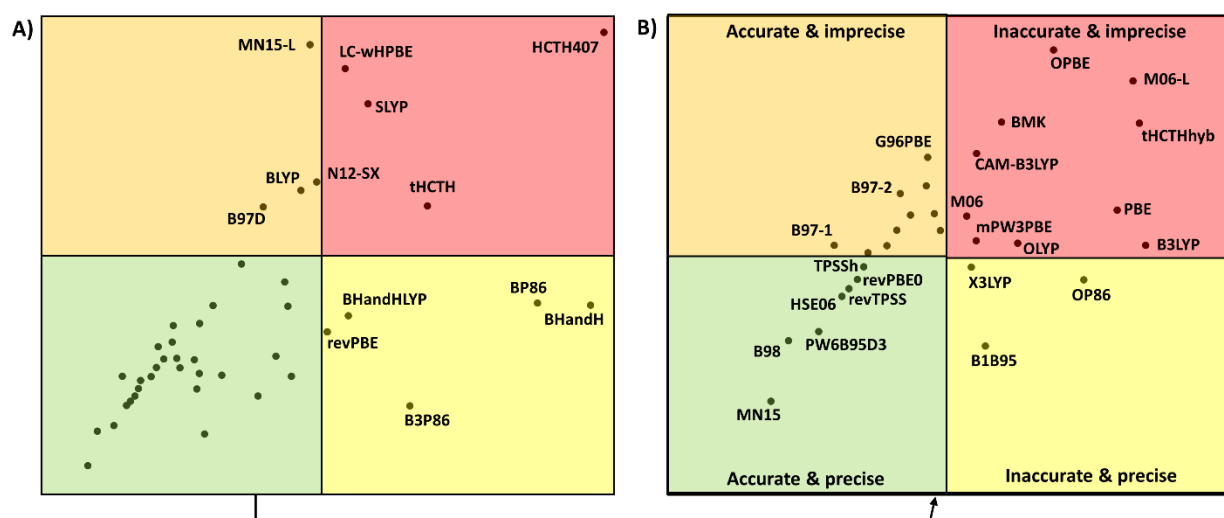 A)
MN15-L
LC-wHPBE
HCTH407
SLYP
N12-SX
BLYP
tHCTH
B97D
BHandHLYP
BP86
BHandH
revPBE
B3P86
B)
Accurate & imprecise
Inaccurate & imprecise
OPBE
M06-L
BMK
tHCTHhyb
G96PBE
CAM-B3LYP
B97-2
M06
PBE
mPW3PBE
B97-1
OLYP
B3LYP
TPSSh
revPBE0
X3LYP
OP86
HSE06
revTPSS
PW6B95D3
B98
B1B95
MN15
Accurate & precise
Inaccurate & precise